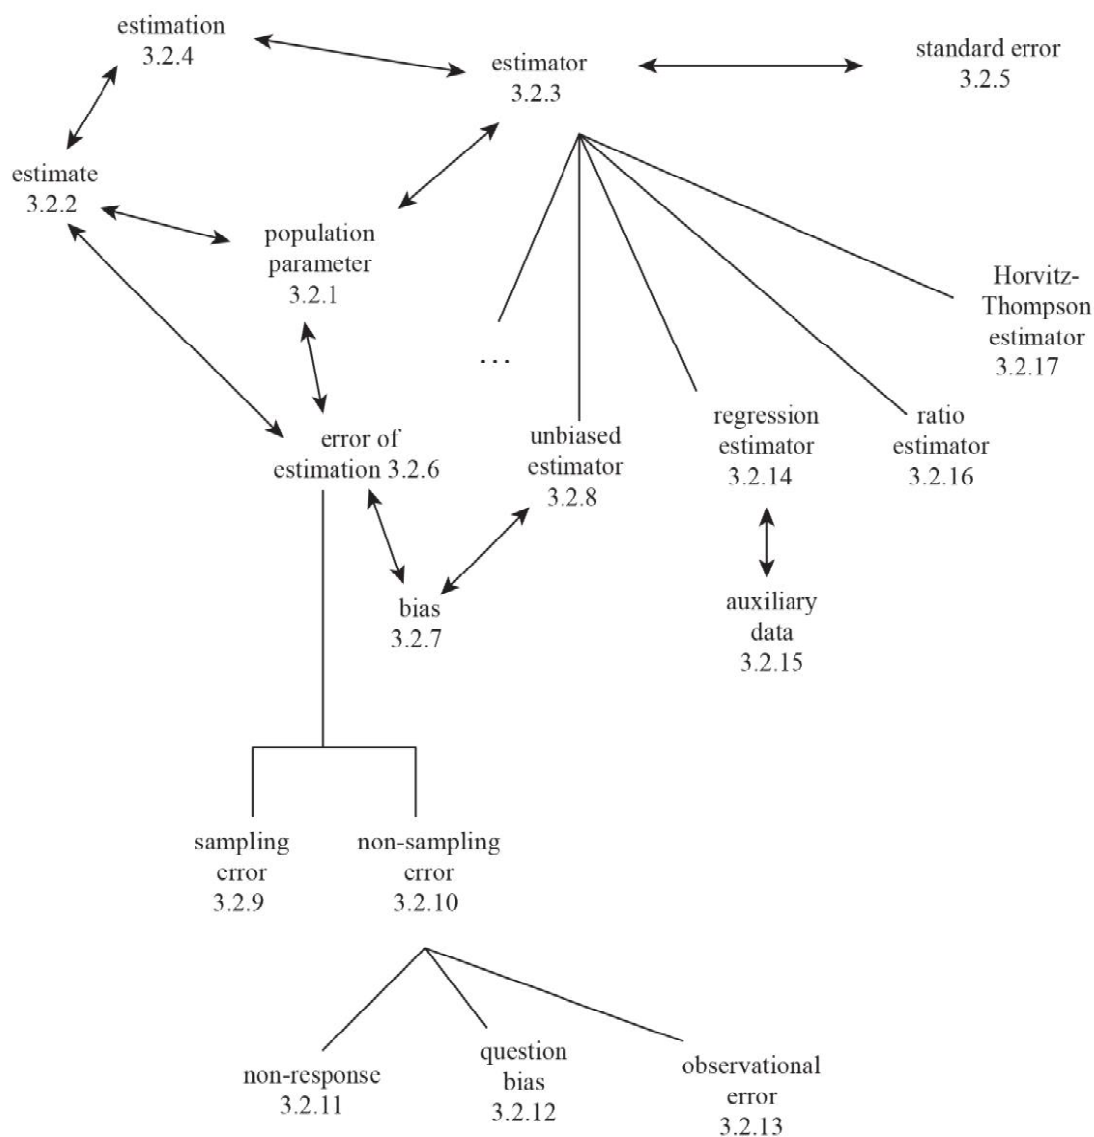 estimation
3.2.4
estimator
3.2.3
standard error
3.2.5
estimate
3.2.2
population
parameter
3.2.1
Horvitz-
Thompson
estimator
3.2.17
...
error of
estimation 3.2.6
unbiased
estimator
3.2.8
regression
estimator
3.2.14
ratio
estimator
3.2.16
bias
3.2.7
auxiliary
data
3.2.15
sampling
error
3.2.9
non-sampling
error
3.2.10
non-response
3.2.11
question
bias
3.2.12
observational
error
3.2.13